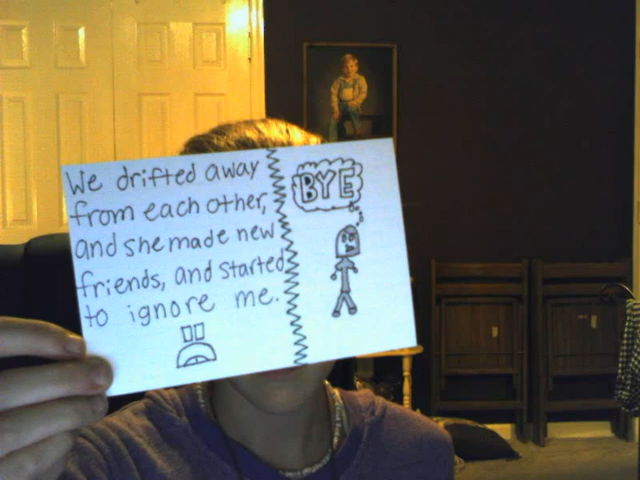 We drifted away
from each other,
and she made new
friends, and started
to ignore me.
BYE